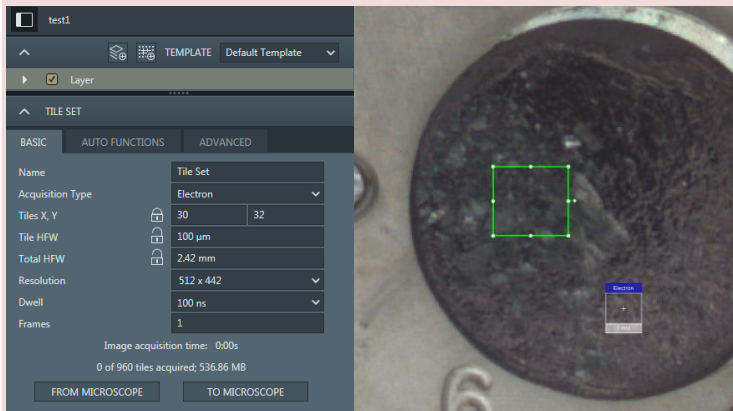 test1
TEMPLATE Default Template
Layer
TILE SET
BASIC AUTO FUNCTIONS ADVANCED
Name Tile Set
Acquisition Type Electron
Tiles X, Y 30 32
Tile HFW 100 µm
Total HFW 2.42 mm
Resolution 512 x 442
Dwell 100 ns
Frames 1
Image acquisition time: 0:00s
0 of 960 tiles acquired; 536.86 MB
FROM MICROSCOPE TO MICROSCOPE
Electron
6